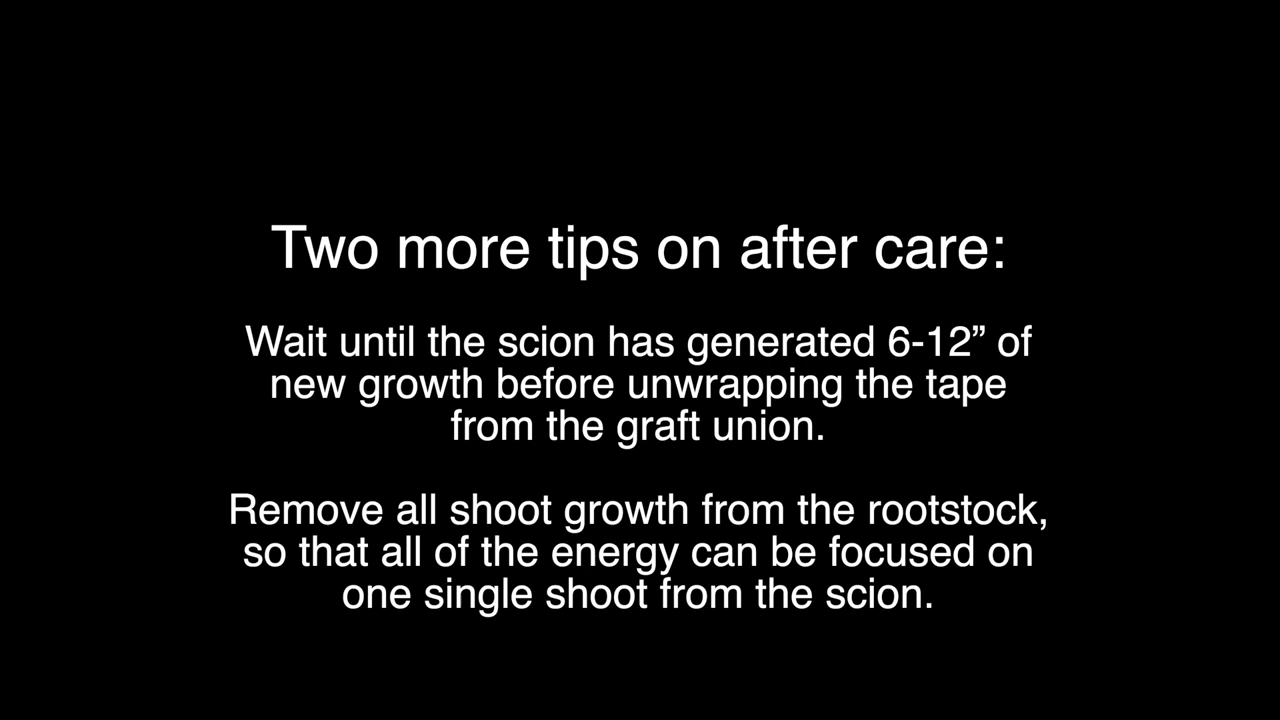 Two more tips on after care:
Wait until the scion has generated 6-12” of
new growth before unwrapping the tape
from the graft union.
Remove all shoot growth from the rootstock,
so that all of the energy can be focused on
one single shoot from the scion.